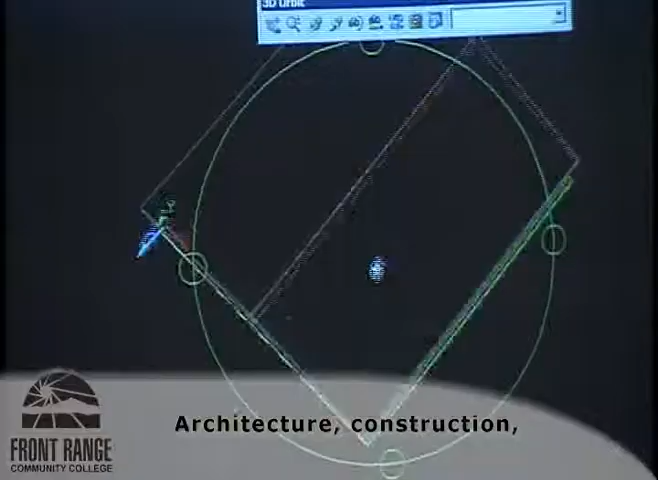 3D Orbit
Architecture, construction,
FRONT RANGE
COMMUNITY COLLEGE